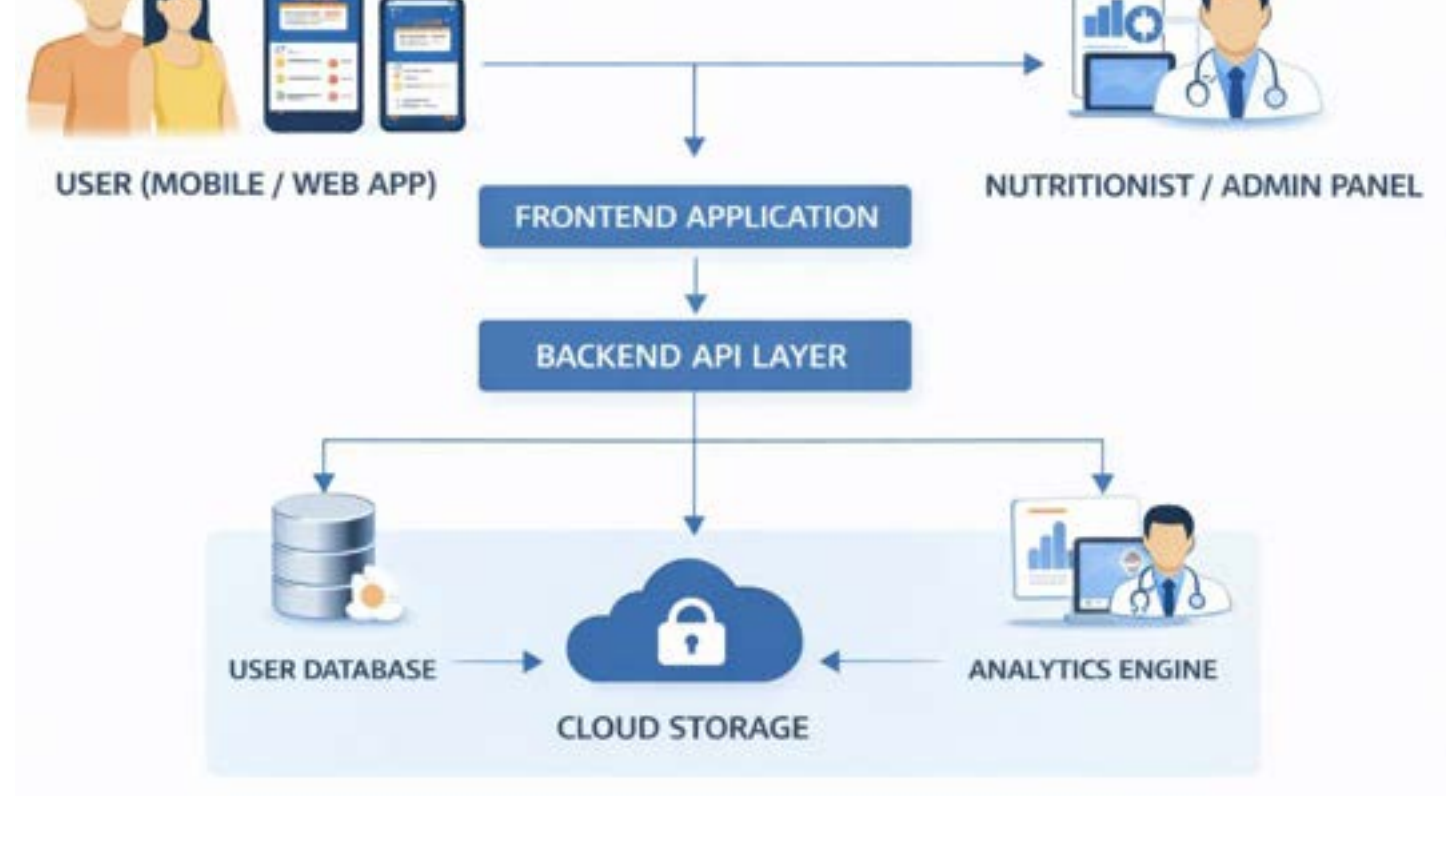 USER (MOBILE / WEB APP)
NUTRITIONIST / ADMIN PANEL
FRONTEND APPLICATION
BACKEND API LAYER
USER DATABASE
ANALYTICS ENGINE
CLOUD STORAGE